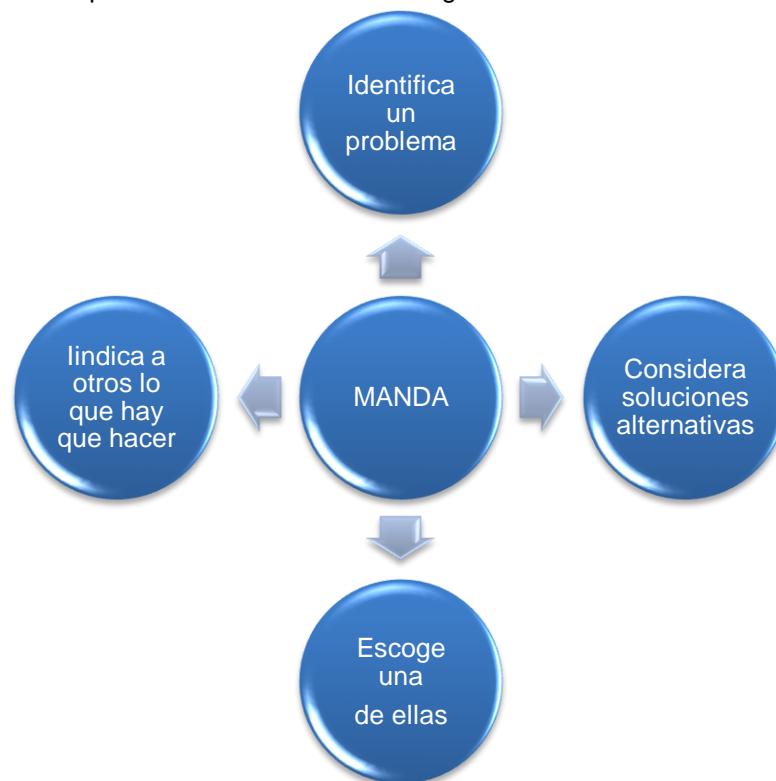 Identifica
un
problema
Iindica a
otros lo
que hay
que hacer
MANDA
Considera
soluciones
alternativas
Escoge
una
de ellas